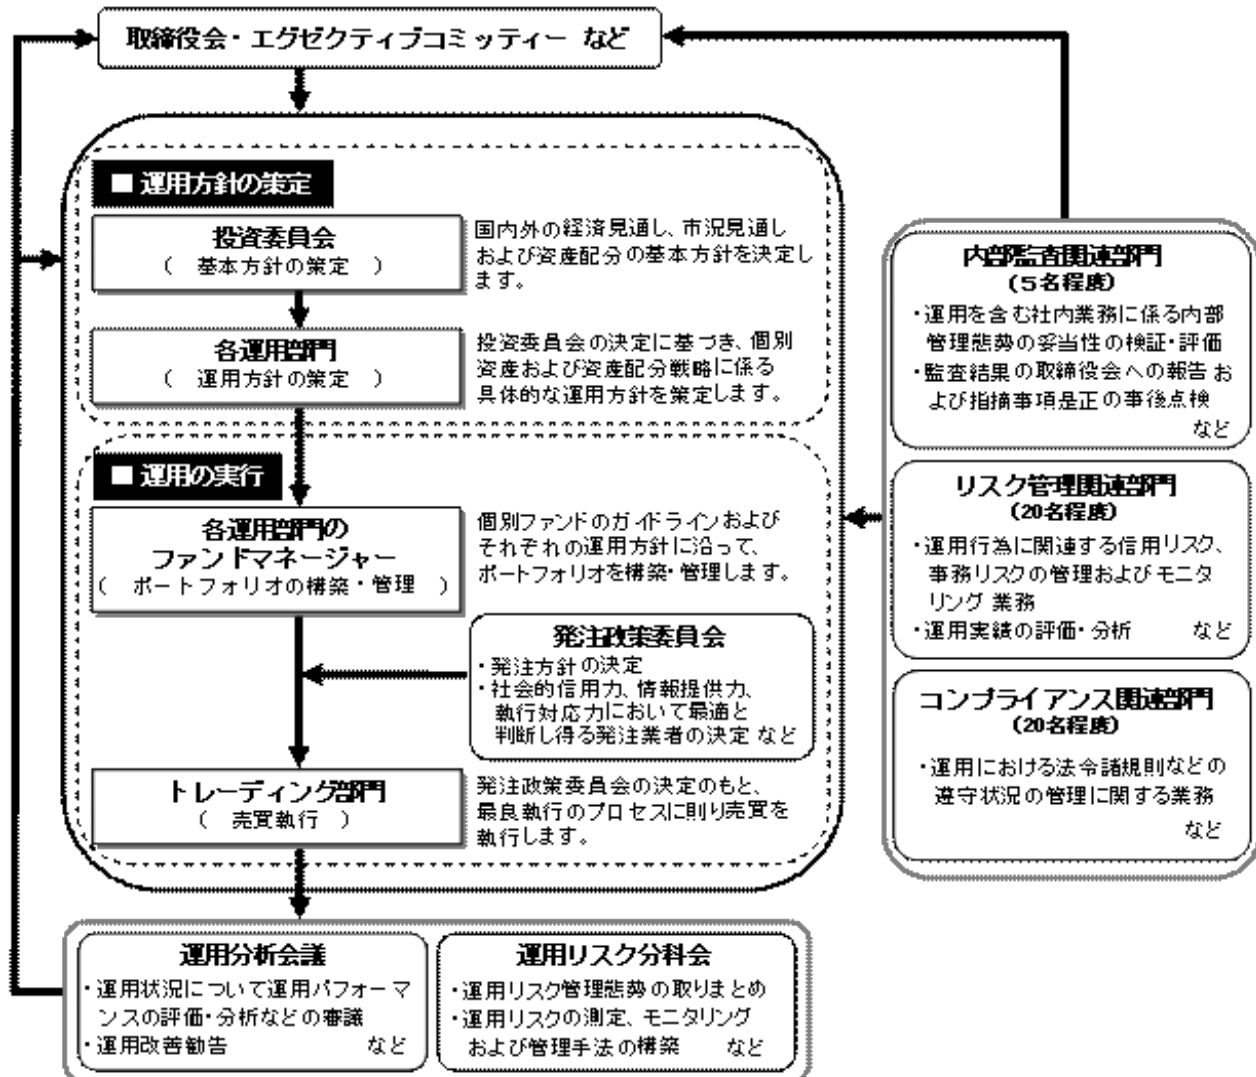 取締役会・エグゼクティブコミッティー など
■ 運用方針の策定
投資委員会
( 基本方針の策定 )
国内外の経済見通し、市況見通し
および資産配分の基本方針を決定し
ます。
各運用部門
( 運用方針の策定 )
投資委員会の決定に基づき、個別
資産および資産配分戦略に係る
具体的な運用方針を策定します。
■ 運用の実行
各運用部門の
ファンドマネージャー
( ポートフォリオの構築・管理 )
個別ファンドのガイドラインおよび
それぞれの運用方針に沿って、
ポートフォリオを構築・管理します。
発注政策委員会
・発注方針の決定
・社会的信用力、情報提供力、
執行対応力において最適と
判断し得る発注業者の決定 など
トレーディング部門
( 売買執行 )
発注政策委員会の決定のもと、
最良執行のプロセスに則り売買を
執行します。
内部監査関連部門
(5名程度)
・運用を含む社内業務に係る内部
管理態勢の妥当性の検証・評価
・監査結果の取締役会への報告お
よび指摘事項是正の事後点検
など
リスク管理関連部門
(20名程度)
・運用行為に関連する信用リスク、
事務リスクの管理およびモニタ
リング業務
・運用実績の評価・分析 など
コンプライアンス関連部門
(20名程度)
・運用における法令諸規則などの
遵守状況の管理に関する業務
など
運用分析会議
・運用状況について運用パフォーマ
ンスの評価・分析などの審議
・運用改善勧告 など
運用リスク分科会
・運用リスク管理態勢の取りまとめ
・運用リスクの測定、モニタリング
および管理手法の構築 など